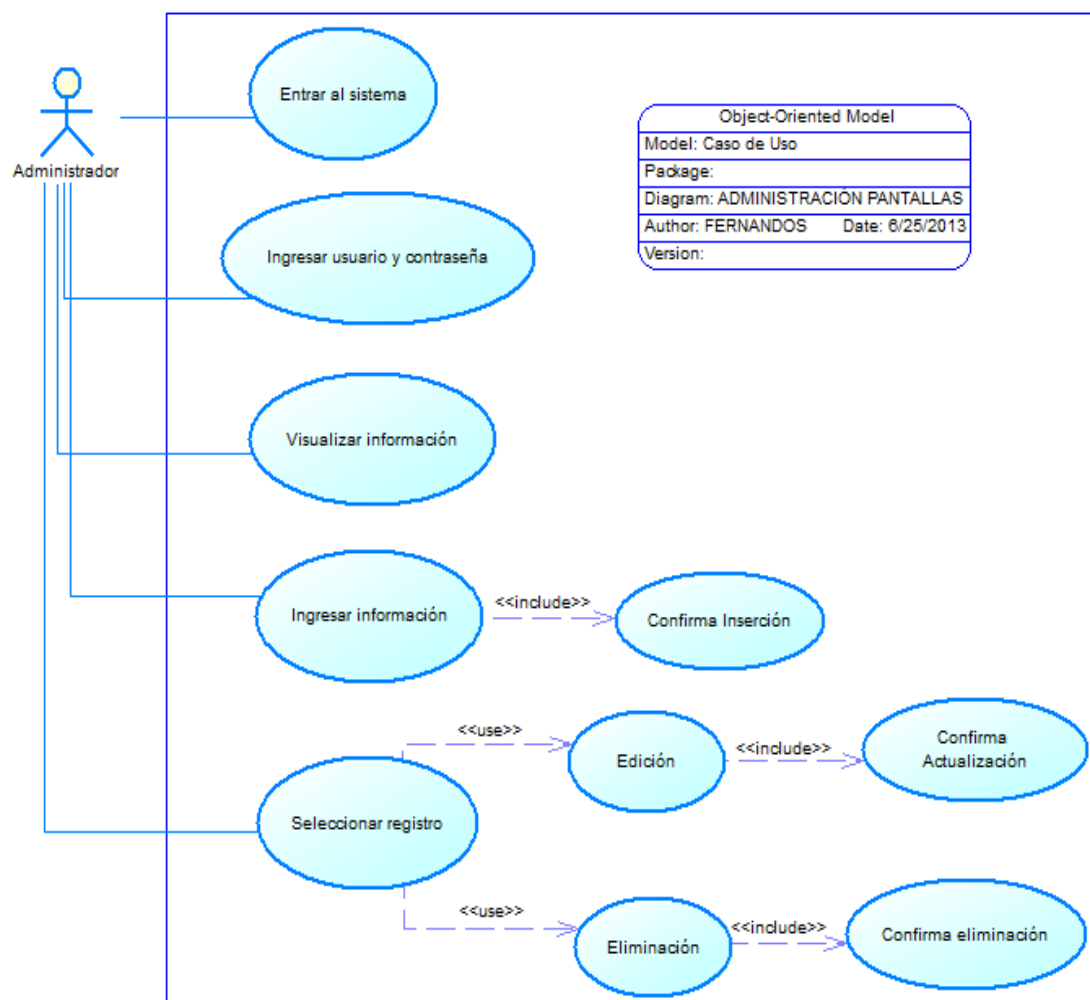 Entrar al sistema
Administrador
Object-Oriented Model
Model: Caso de Uso
Package:
Diagram: ADMINISTRACIÓN PANTALLAS
Author: FERNANDOS Date: 6/25/2013
Version:
Ingresar usuario y contraseña
Visualizar información
Ingresar información
<<include>>
Confirma Inserción
Seleccionar registro
<<use>>
Edición
<<include>>
Confirma
Actualización
<<use>>
Eliminación
<<include>>
Confirma eliminación